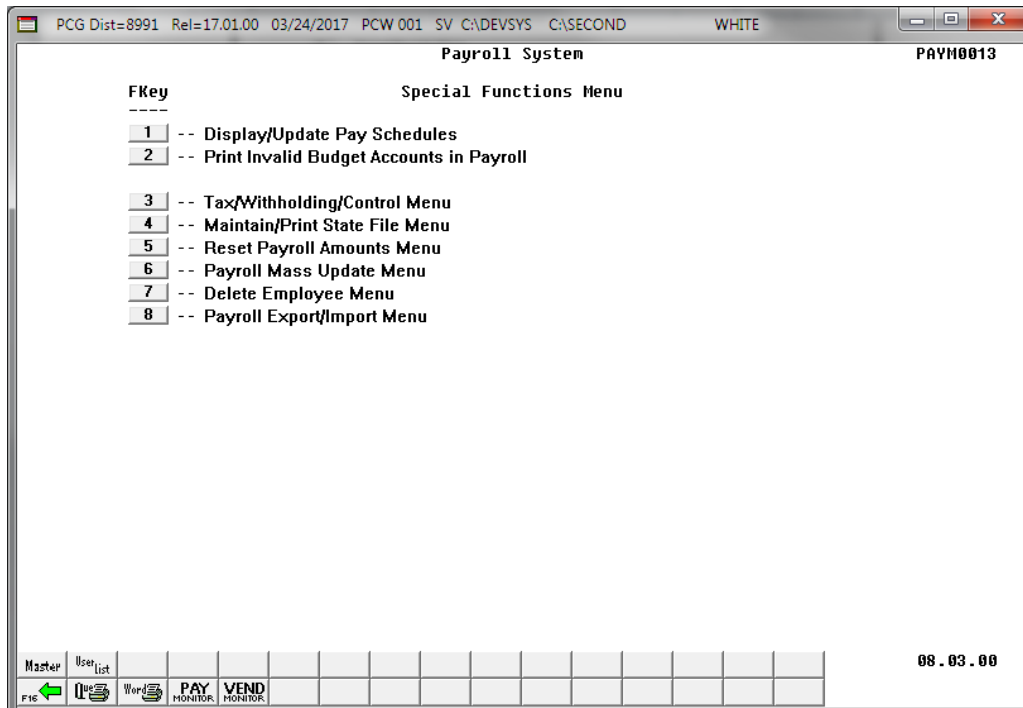 PCG Dist=8991 Rel=17.01.00 03/24/2017 PCW 001 SV C:\DEVSYS C:\SECOND WHITE
Payroll System PAYM0013
FKey Special Functions Menu
----
1 -- Display/Update Pay Schedules
2 -- Print Invalid Budget Accounts in Payroll
3 -- Tax/Withholding/Control Menu
4 -- Maintain/Print State File Menu
5 -- Reset Payroll Amounts Menu
6 -- Payroll Mass Update Menu
7 -- Delete Employee Menu
8 -- Payroll Export/Import Menu
Master User List 08.03.00
F16 Que Word PAY MONITOR VEND MONITOR